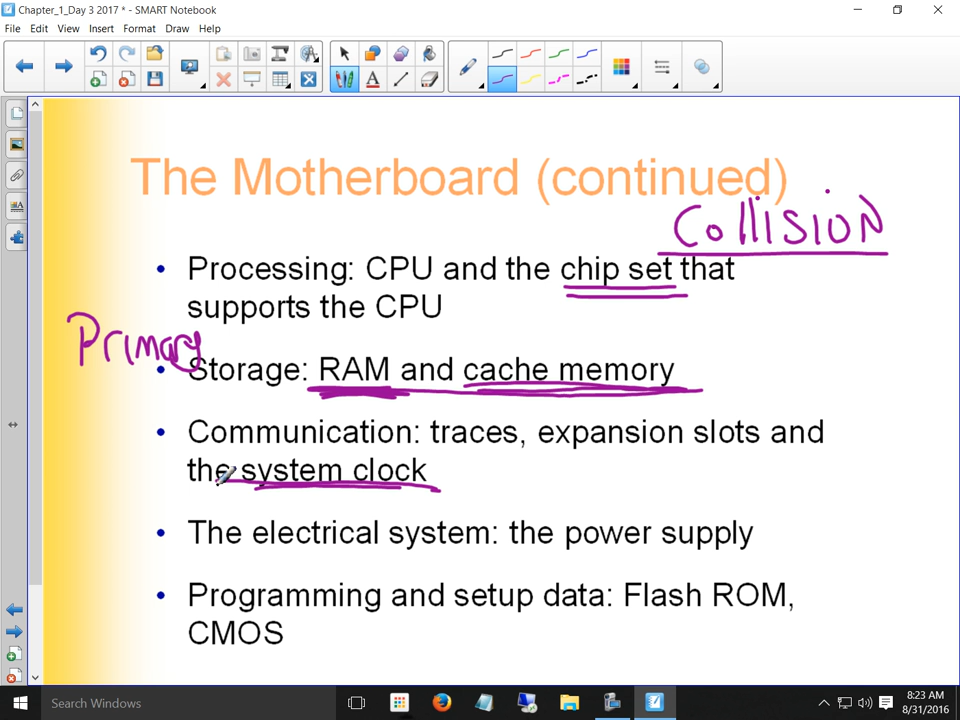 Chapter_1_Day 3 2017 * - SMART Notebook
File Edit View Insert Format Draw Help
The Motherboard (continued)
Collision
• Processing: CPU and the chip set that
supports the CPU
Primary
• Storage: RAM and cache memory
• Communication: traces, expansion slots and
the system clock
• The electrical system: the power supply
• Programming and setup data: Flash ROM,
CMOS
Search Windows
8:23 AM
8/31/2016